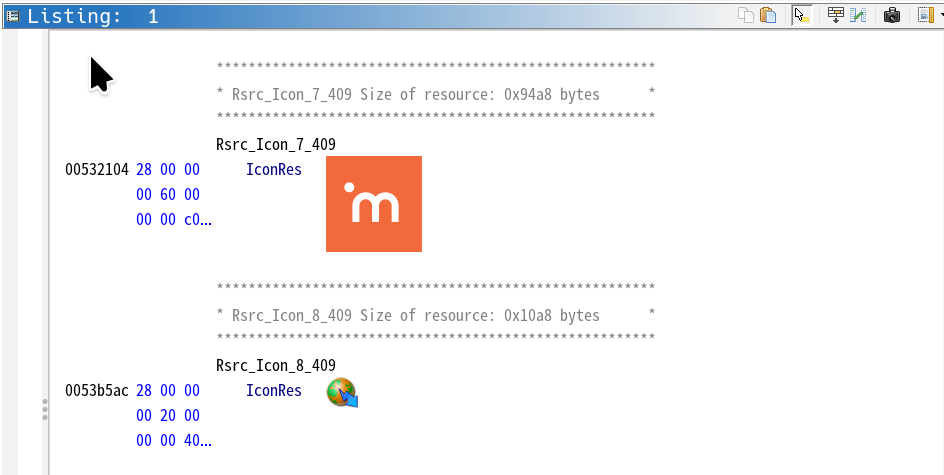 Listing: 1
*******************************************************
* Rsrc_Icon_7_409 Size of resource: 0x94a8 bytes *
*******************************************************
Rsrc_Icon_7_409
00532104 28 00 00 IconRes
00 60 00
00 00 c0...
m
*******************************************************
* Rsrc_Icon_8_409 Size of resource: 0x10a8 bytes *
*******************************************************
Rsrc_Icon_8_409
0053b5ac 28 00 00 IconRes
00 20 00
00 00 40...